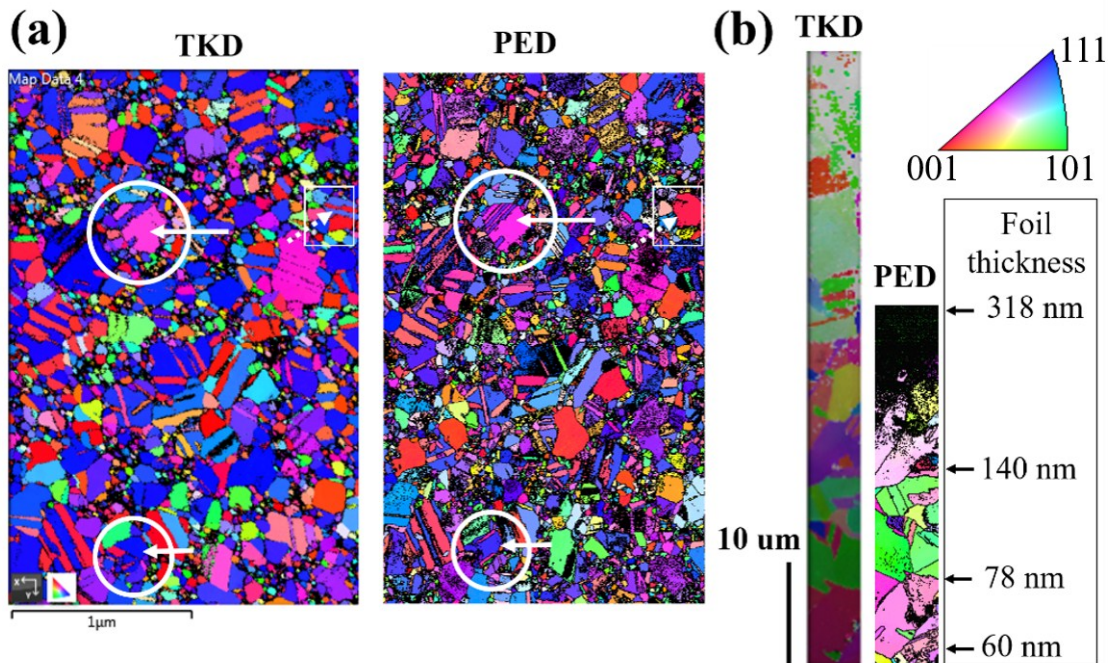 (a)
TKD
PED
Map Data 4
1µm
(b)
TKD
111
001
101
PED
Foil
thickness
318 nm
140 nm
78 nm
60 nm
10 um